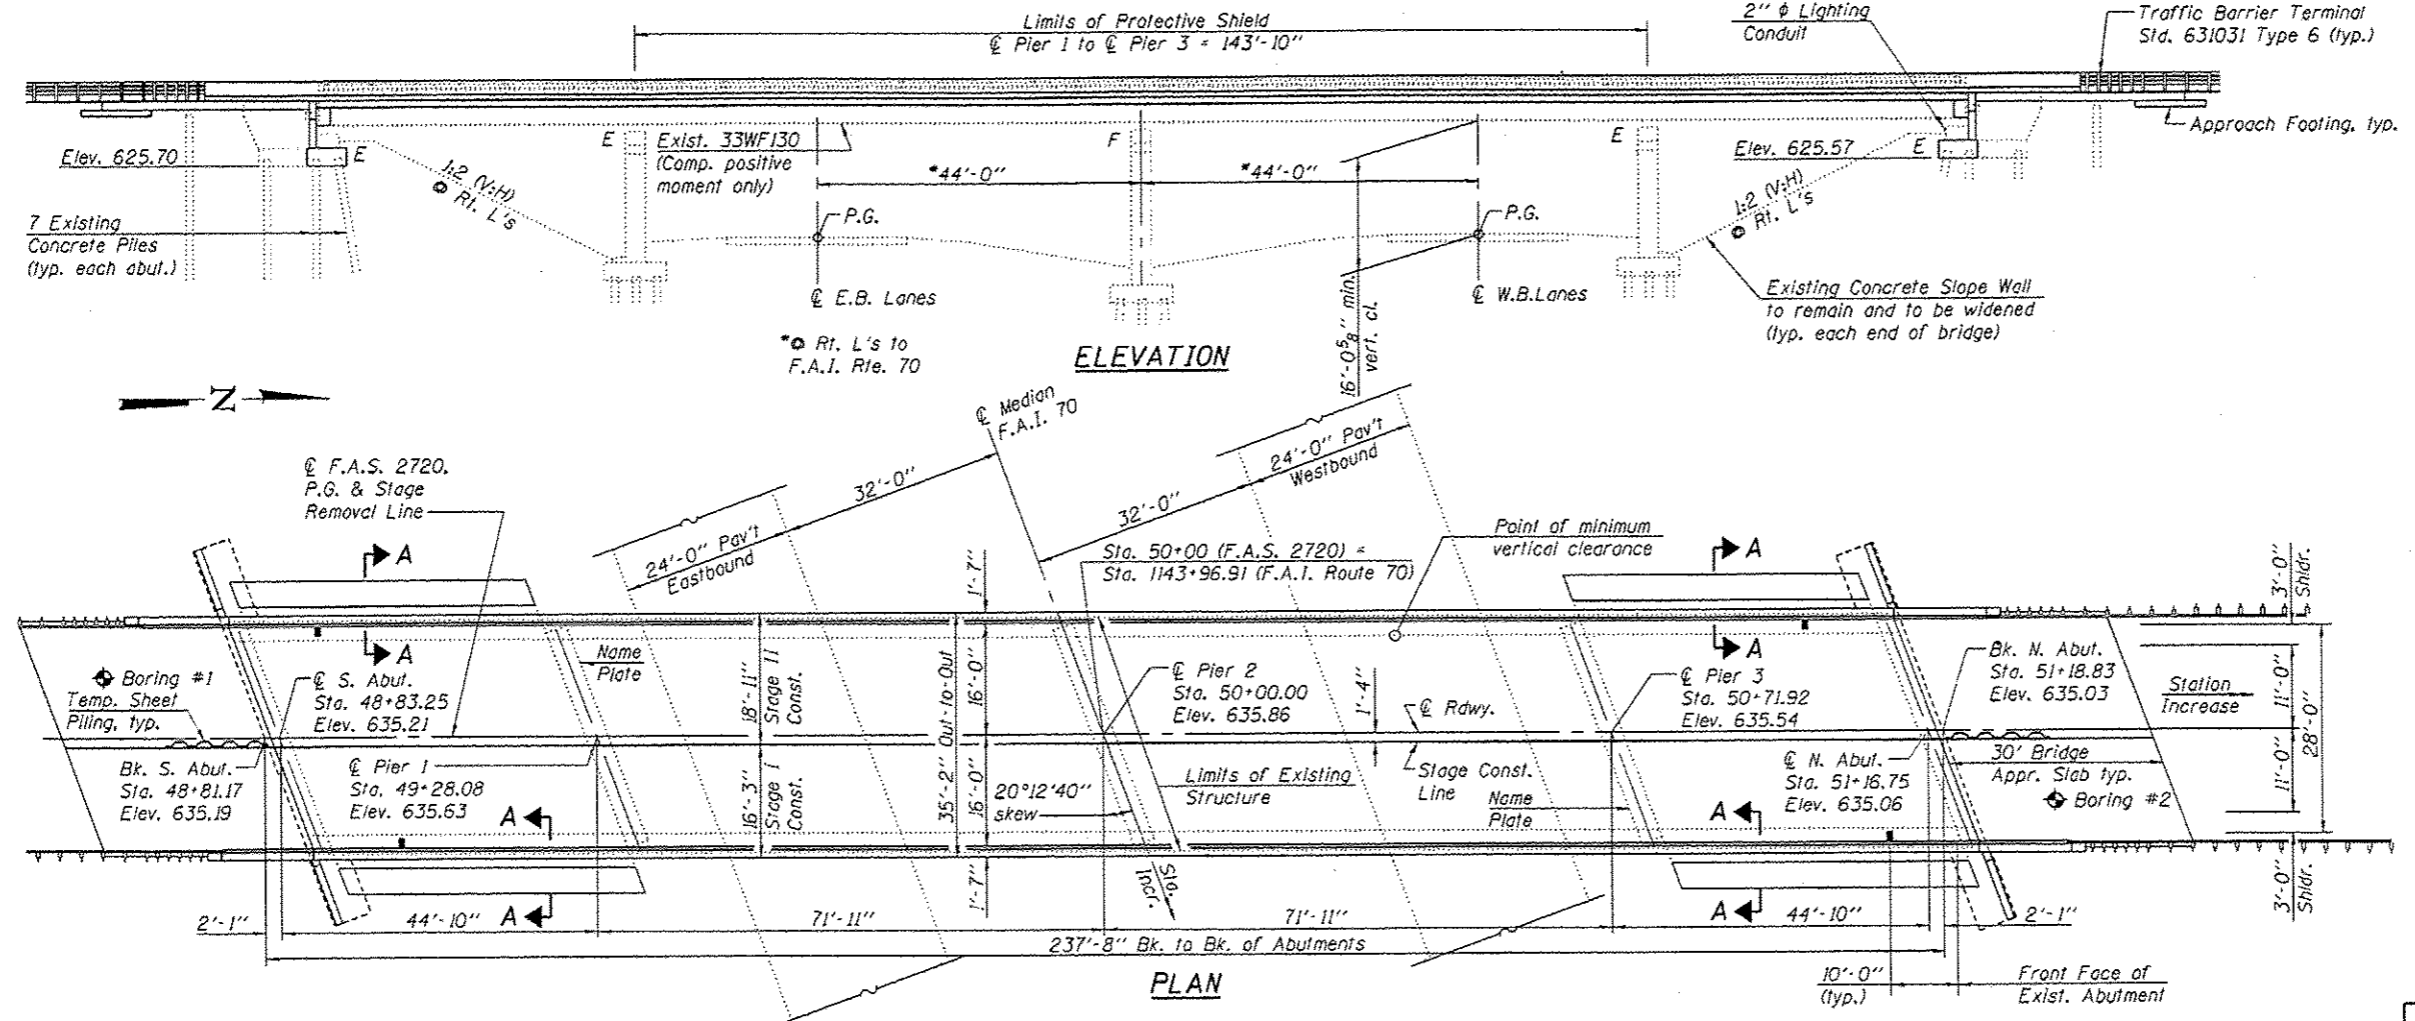 Limits of Protective Shield
℄ Pier 1 to ℄ Pier 3 = 143'-10"
2" ϕ Lighting
Conduit
Traffic Barrier Terminal
Std. 631031 Type 6 (typ.)
Elev. 625.70
E
E
Exist. 33WF130
(Comp. positive
moment only)
F
E
Elev. 625.57
E
Approach Footing, typ.
*44'-0"
*44'-0"
1:2 (V:H)
@ Rt. L's
1:2 (V:H)
@ Rt. L's
7 Existing
Concrete Piles
(typ. each abut.)
P.G.
P.G.
℄ E.B. Lanes
℄ W.B. Lanes
16'-0 5/8" min.
vert. cl.
Existing Concrete Slope Wall
to remain and to be widened
(typ. each end of bridge)
*@ Rt. L's to
F.A.I. Rte. 70
ELEVATION
N
℄ Median
F.A.I. 70
℄ F.A.S. 2720,
P.G. & Stage
Removal Line
24'-0" Pav't
Eastbound
32'-0"
32'-0"
24'-0" Pav't
Westbound
Sta. 50+00 (F.A.S. 2720) =
Sta. 1143+96.91 (F.A.I. Route 70)
Point of minimum
vertical clearance
A
A
A
A
1'-7"
3'-0"
Shldr.
Boring #1
Temp. Sheet
Piling, typ.
℄ S. Abut.
Sta. 48+83.25
Elev. 635.21
Name
Plate
18'-11"
Stage II
Const.
35'-2" Out-to-Out
16'-0"
℄ Pier 2
Sta. 50+00.00
Elev. 635.86
1'-4"
℄ Rdwy.
℄ Pier 3
Sta. 50+71.92
Elev. 635.54
Bk. N. Abut.
Sta. 51+18.83
Elev. 635.03
Station
Increase
11'-0"
28'-0"
Bk. S. Abut.
Sta. 48+81.17
Elev. 635.19
℄ Pier 1
Sta. 49+28.08
Elev. 635.63
A
A
16'-3"
Stage I
Const.
16'-0"
20°12'40"
skew
Limits of Existing
Structure
Stage Const.
Line
Name
Plate
℄ N. Abut.
Sta. 51+16.75
Elev. 635.06
30' Bridge
Appr. Slab typ.
Boring #2
11'-0"
A
A
1'-7"
Sta.
Incr.
3'-0"
Shldr.
2'-1"
44'-10"
71'-11"
71'-11"
44'-10"
2'-1"
237'-8" Bk. to Bk. of Abutments
PLAN
10'-0"
(typ.)
Front Face of
Exist. Abutment